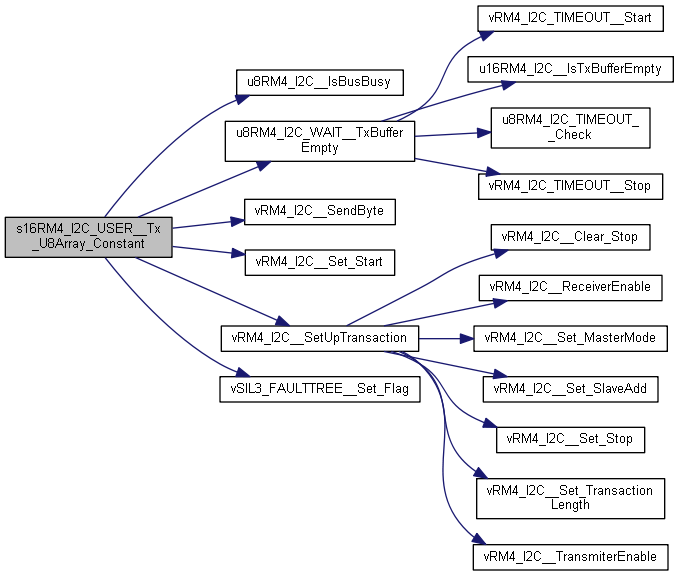 s16RM4_I2C_USER__Tx
_U8Array_Constant
u8RM4_I2C__IsBusBusy
u8RM4_I2C_WAIT__TxBuffer
Empty
vRM4_I2C__SendByte
vRM4_I2C__Set_Start
vRM4_I2C__SetUpTransaction
vSIL3_FAULTTREE__Set_Flag
vRM4_I2C_TIMEOUT__Start
u16RM4_I2C__IsTxBufferEmpty
u8RM4_I2C_TIMEOUT_
_Check
vRM4_I2C_TIMEOUT__Stop
vRM4_I2C__Clear_Stop
vRM4_I2C__ReceiverEnable
vRM4_I2C__Set_MasterMode
vRM4_I2C__Set_SlaveAdd
vRM4_I2C__Set_Stop
vRM4_I2C__Set_Transaction
Length
vRM4_I2C__TransmiterEnable